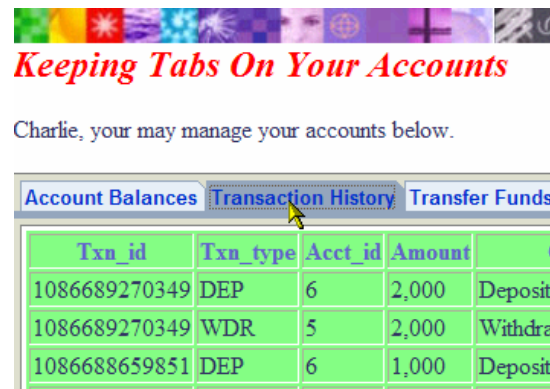 Keeping Tabs On Your Accounts
Charlie, your may manage your accounts below.
Account Balances Transaction History Transfer Funds
Txn_id Txn_type Acct_id Amount
1086689270349 DEP 6 2,000 Deposit
1086689270349 WDR 5 2,000
1086688659851 DEP 6 1,000 Deposit